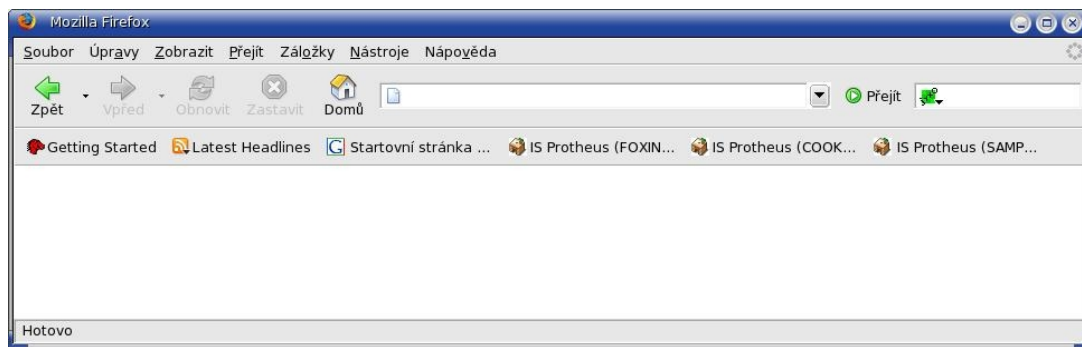 Mozilla Firefox
Soubor Úpravy Zobrazit Přejít Záložky Nástroje Nápověda
Zpět Vpřed Obnovit Zastavit Domů Přejít
Getting Started Latest Headlines G Startovní stránka ... IS Protheus (FOXIN... IS Protheus (COOK... IS Protheus (SAMP...
Hotovo